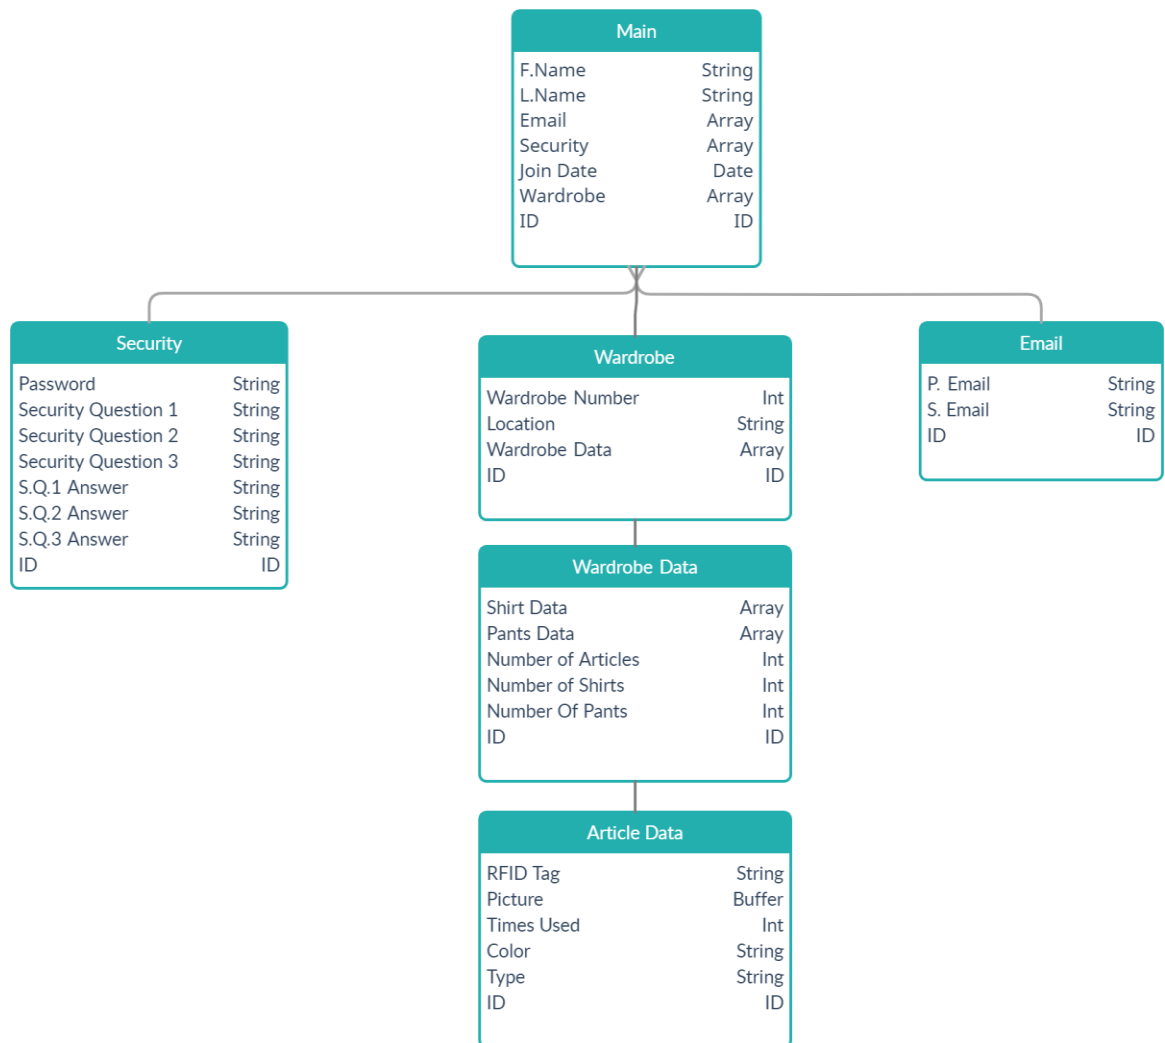 Main
F.Name String
L.Name String
Email Array
Security Array
Join Date Date
Wardrobe Array
ID ID
Security
Password String
Security Question 1 String
Security Question 2 String
Security Question 3 String
S.Q.1 Answer String
S.Q.2 Answer String
S.Q.3 Answer String
ID ID
Wardrobe
Wardrobe Number Int
Location String
Wardrobe Data Array
ID ID
Email
P. Email String
S. Email String
ID ID
Wardrobe Data
Shirt Data Array
Pants Data Array
Number of Articles Int
Number of Shirts Int
Number Of Pants Int
ID ID
Article Data
RFID Tag String
Picture Buffer
Times Used Int
Color String
Type String
ID ID